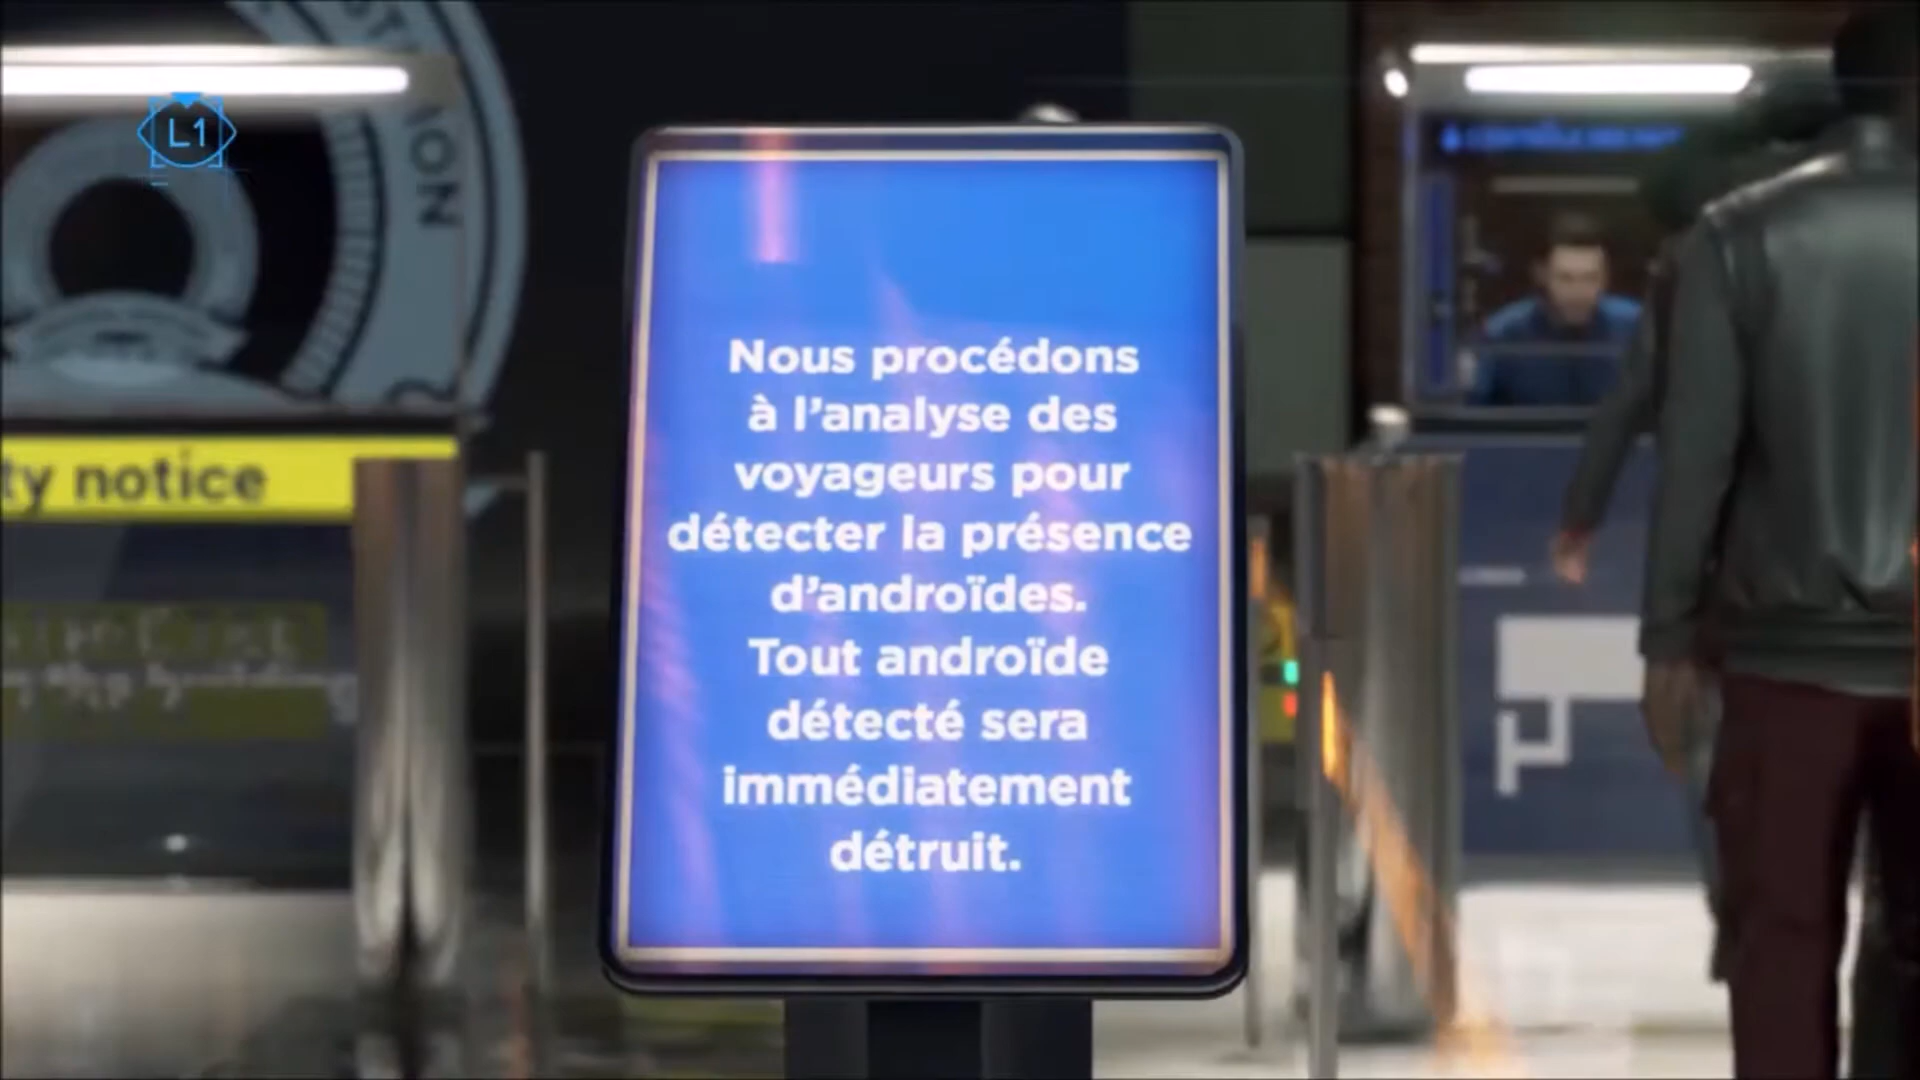 L1
ION
ty notice
Nous procédons
à l’analyse des
voyageurs pour
détecter la présence
d’androïdes.
Tout androïde
détecté sera
immédiatement
détruit.